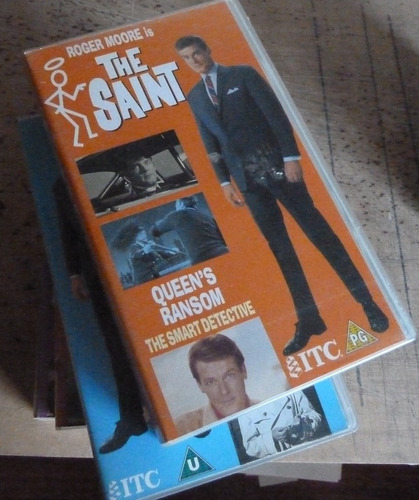 ROGER MOORE is
THE
SAINT
QUEEN'S
RANSOM
THE SMART DETECTIVE
ITC
PG
ITC
U